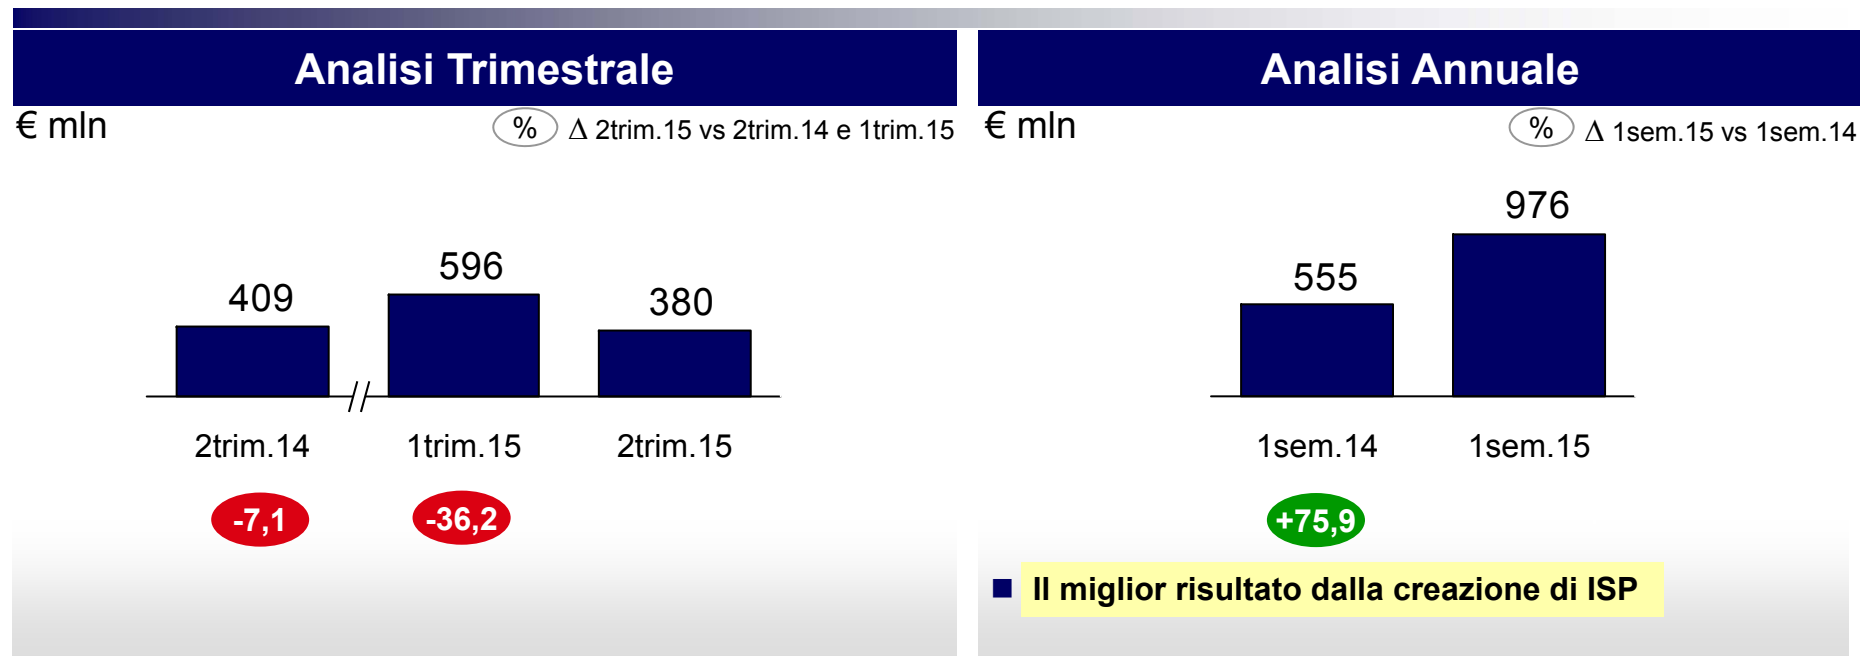 Analisi Trimestrale
€ mln
% Δ 2trim.15 vs 2trim.14 e 1trim.15
409
596
380
2trim.14 1trim.15 2trim.15
-7,1 -36,2
Analisi Annuale
€ mln
% Δ 1sem.15 vs 1sem.14
555
976
1sem.14 1sem.15
+75,9
Il miglior risultato dalla creazione di ISP